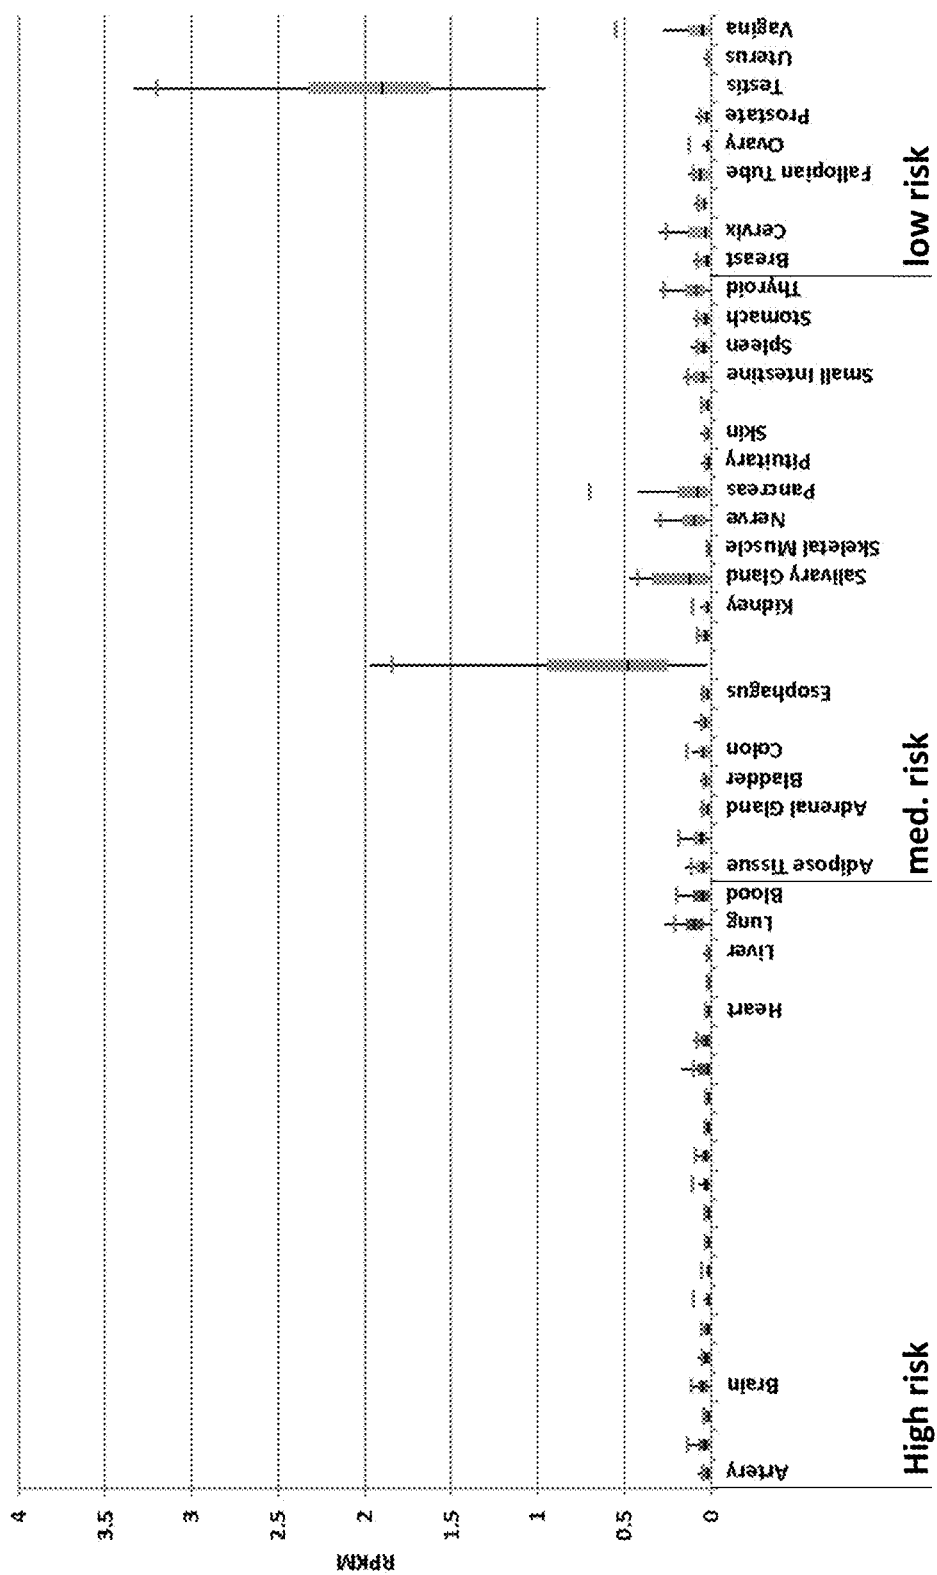 RPKM
4
3.5
3
2.5
2
1.5
1
0.5
0
Artery
Brain
Heart
Liver
Lung
Blood
Adipose Tissue
Adrenal Gland
Bladder
Colon
Esophagus
Kidney
Salivary Gland
Skeletal Muscle
Nerve
Pancreas
Pituitary
Skin
Small Intestine
Spleen
Stomach
Thyroid
Breast
Cervix
Fallopian Tube
Ovary
Prostate
Testis
Uterus
Vagina
High risk
med. risk
low risk